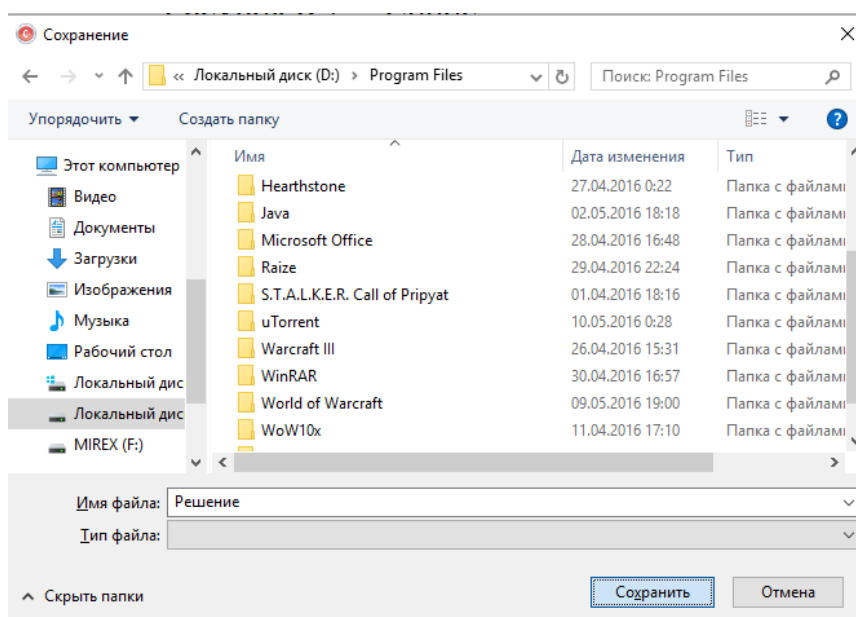 Сохранение
« Локальный диск (D:) › Program Files
Поиск: Program Files
Упорядочить
Создать папку
?
Этот компьютер
Видео
Документы
Загрузки
Изображения
Музыка
Рабочий стол
Локальный дис
Локальный дис
MIREX (F:)
Имя Дата изменения Тип
Hearthstone 27.04.2016 0:22 Папка с файлами
Java 02.05.2016 18:18 Папка с файлами
Microsoft Office 28.04.2016 16:48 Папка с файлами
Raize 29.04.2016 22:24 Папка с файлами
S.T.A.L.K.E.R. Call of Pripyat 01.04.2016 18:16 Папка с файлами
uTorrent 10.05.2016 0:28 Папка с файлами
Warcraft III 26.04.2016 15:31 Папка с файлами
WinRAR 30.04.2016 16:57 Папка с файлами
World of Warcraft 09.05.2016 19:00 Папка с файлами
WoW10x 11.04.2016 17:10 Папка с файлами
Имя файла: Решение
Тип файла:
Скрыть папки
Сохранить
Отмена